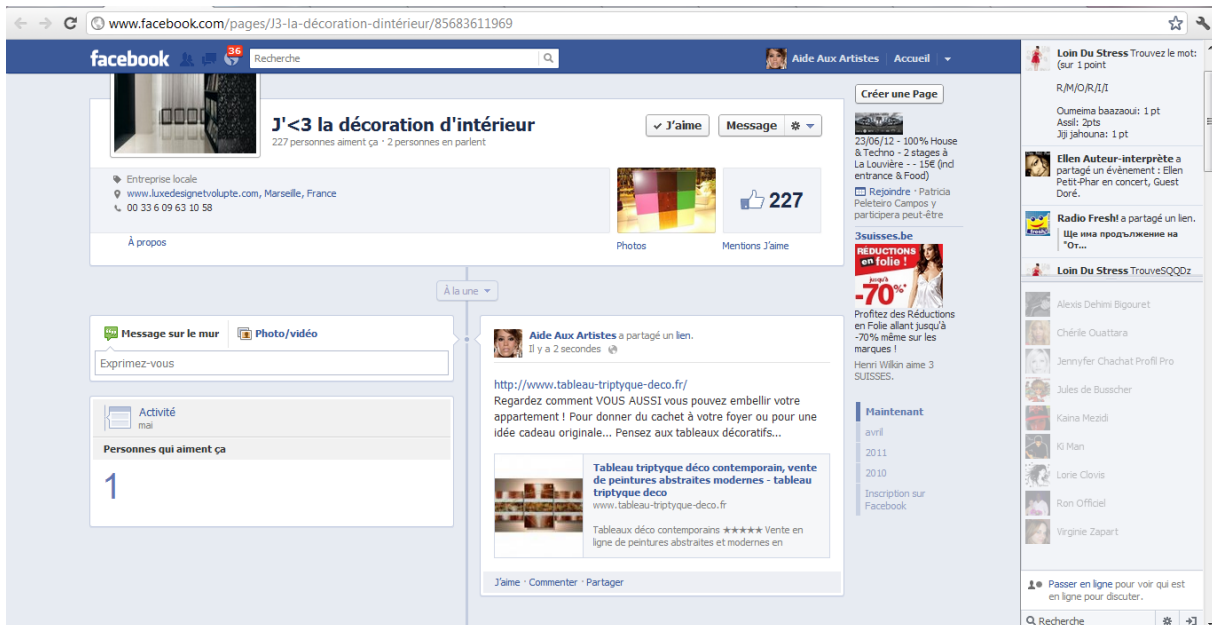 www.facebook.com/pages/J3-la-décoration-dintérieur/85683611969
facebook
36
Recherche
Aide Aux Artistes
Accueil
J'<3 la décoration d'intérieur
227 personnes aiment ça · 2 personnes en parlent
J'aime
Message
Entreprise locale
www.luxedesignetvolupte.com, Marseille, France
00 33 6 09 63 10 58
À propos
Photos
227
Mentions J'aime
À la une
Message sur le mur
Photo/vidéo
Exprimez-vous
Activité
mai
Personnes qui aiment ça
1
Aide Aux Artistes a partagé un lien.
Il y a 2 secondes
http://www.tableau-triptyque-deco.fr/
Regardez comment VOUS AUSSI vous pouvez embellir votre
appartement ! Pour donner du cachet à votre foyer ou pour une
idée cadeau originale... Pensez aux tableaux décoratifs...
Tableau triptyque déco contemporain, vente
de peintures abstraites modernes - tableau
triptyque deco
www.tableau-triptyque-deco.fr
Tableaux déco contemporains ★★★★★ Vente en
ligne de peintures abstraites et modernes en
J'aime · Commenter · Partager
Créer une Page
23/06/12 - 100% House
& Techno - 2 stages à
La Louvière - - 15€ (incl
entrance & Food)
Rejoindre · Patricia
Peleteiro Campos y
participera peut-être
3suisses.be
RÉDUCTIONS
en folie !
jusqu'à
-70%*
Profitez des Réductions
en Folie allant jusqu'à
-70% même sur les
marques !
Henri Wilkin aime 3
SUISSES.
Maintenant
avril
2011
2010
Inscription sur
Facebook
Loin Du Stress Trouvez le mot:
(sur 1 point
R/M/O/R/I/I
Oumeima baazaoui: 1 pt
Assil: 2pts
Jiji jahouna: 1 pt
Ellen Auteur-interprète a
partagé un évènement : Ellen
Petit-Phar en concert, Guest
Doré.
Radio Fresh! a partagé un lien.
Ще има продължение на
"От...
Loin Du Stress TrouveSQQDz
Alexis Dehimi Bigouret
Chérile Ouattara
Jennyfer Chachat Profil Pro
Jules de Busscher
Kaina Mezidi
Ki Man
Lorie Clovis
Ron Officiel
Virginie Zapart
Passer en ligne pour voir qui est
en ligne pour discuter.
Recherche